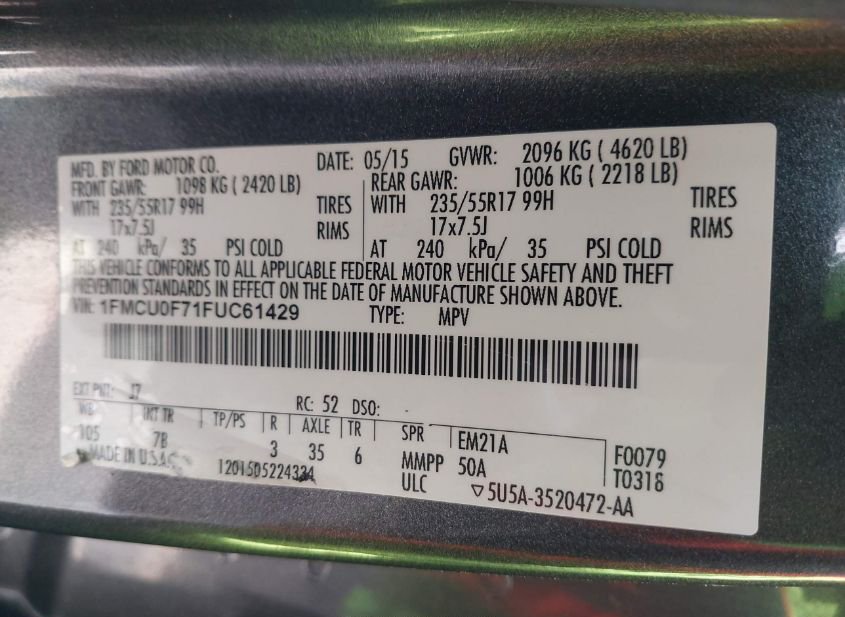 MFD. BY FORD MOTOR CO. DATE: 05/15 GVWR: 2096 KG ( 4620 LB)
FRONT GAWR: 1098 KG ( 2420 LB) REAR GAWR: 1006 KG ( 2218 LB)
WITH 235/55R17 99H TIRES WITH 235/55R17 99H TIRES
17x7.5J RIMS 17x7.5J RIMS
AT 240 kPa/ 35 PSI COLD AT 240 kPa/ 35 PSI COLD
THIS VEHICLE CONFORMS TO ALL APPLICABLE FEDERAL MOTOR VEHICLE SAFETY AND THEFT
PREVENTION STANDARDS IN EFFECT ON THE DATE OF MANUFACTURE SHOWN ABOVE.
VIN: 1FMCU0F71FUC61429 TYPE: MPV
EXT PNT: J7 RC: 52 DSO:
WB INT TR TP/PS R AXLE TR SPR EM21A F0079
105 7B 3 35 6 MMPP 50A T0318
MADE IN U.S.A. 1201505224334 ULC ▽5U5A-3520472-AA